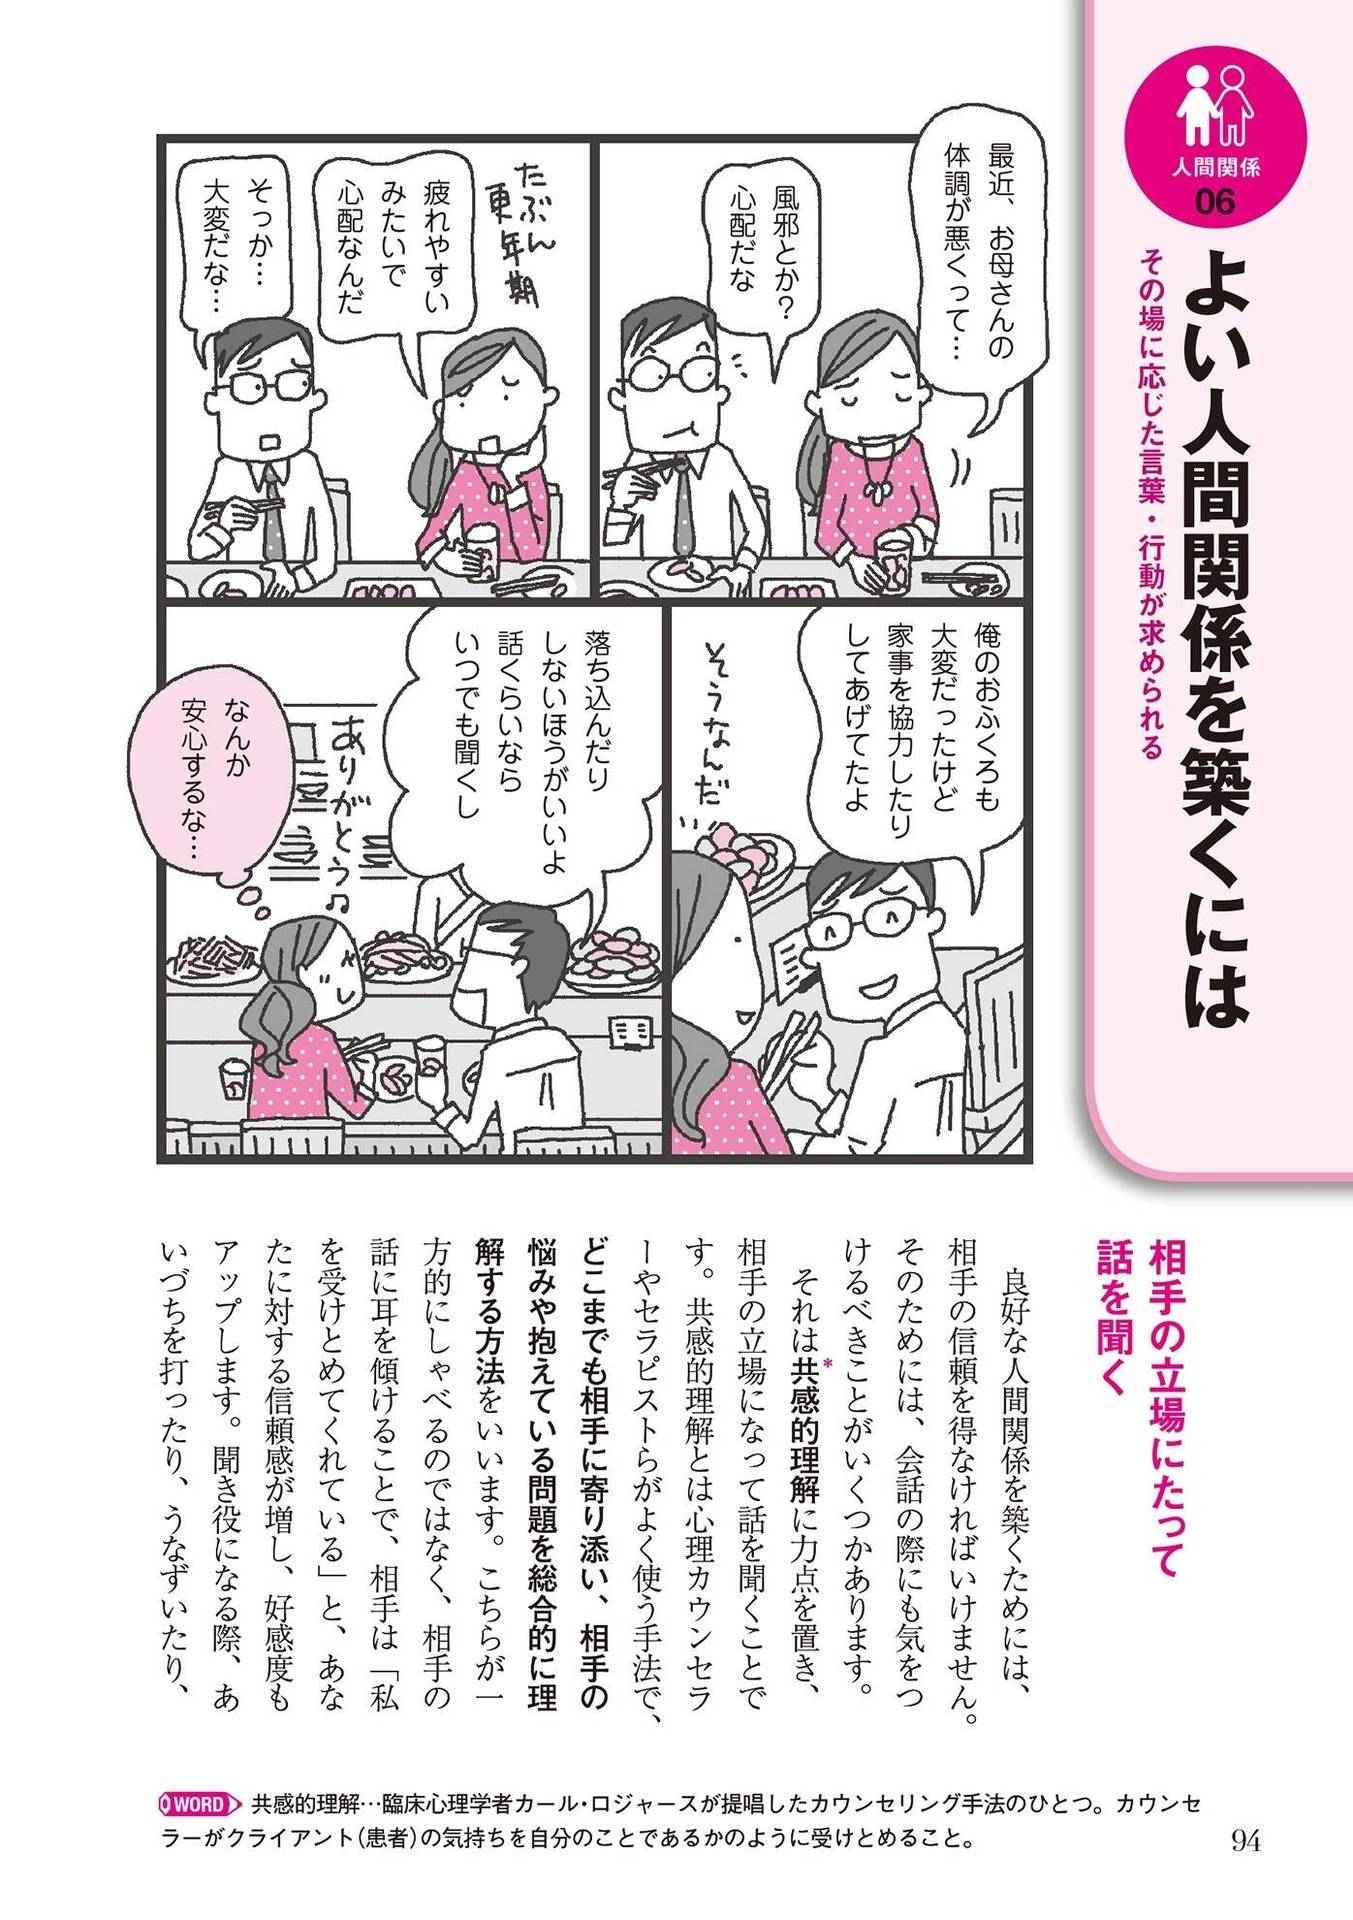 人間関係
06
よい人間関係を築くには
その場に応じた言葉・行動が求められる
最近、お母さんの
体調が悪くって…
風邪とか？
心配だな
たぶん
更年期
疲れやすい
みたいで
心配なんだ
そっか…
大変だな…
俺のおふくろも
大変だったけど
家事を協力したり
してあげてたよ
そうなんだ…
落ち込んだり
しないほうがいいよ
話くらいなら
いつでも聞くし
ありがとう♫
なんか
安心するな…
相手の立場にたって
話を聞く
良好な人間関係を築くためには、
相手の信頼を得なければいけません。
そのためには、会話の際にも気をつ
けるべきことがいくつかあります。
それは共感的理解*に力点を置き、
相手の立場になって話を聞くことで
す。共感的理解とは心理カウンセラ
ーやセラピストらがよく使う手法で、
どこまでも相手に寄り添い、相手の
悩みや抱えている問題を総合的に理
解する方法をいいます。こちらが一
方的にしゃべるのではなく、相手の
話に耳を傾けることで、相手は「私
を受けとめてくれている」と、あな
たに対する信頼感が増し、好感度も
アップします。聞き役になる際、あ
いづちを打ったり、うなずいたり、
WORD 共感的理解…臨床心理学者カール・ロジャースが提唱したカウンセリング手法のひとつ。カウンセ
ラーがクライアント（患者）の気持ちを自分のことであるかのように受けとめること。
94